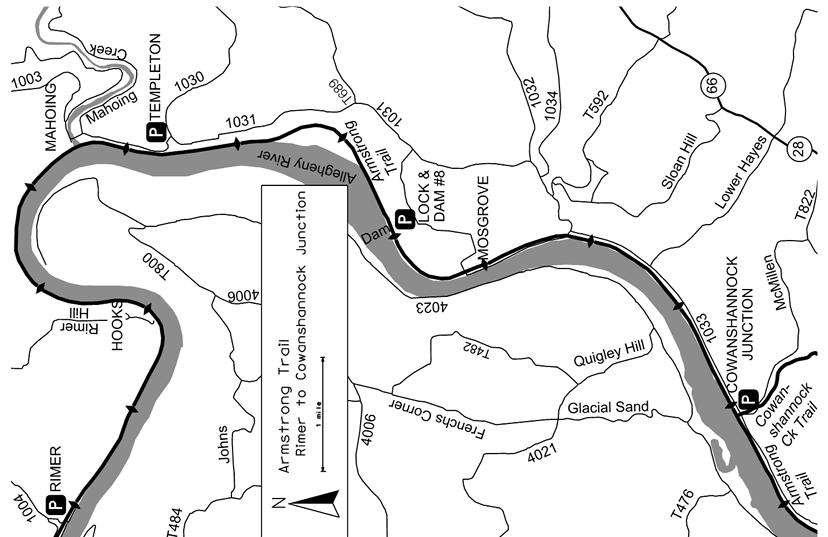 1003
Creek
Mahoing
MAHOING
P
TEMPLETON
1030
1031
T689
1031
Armstrong
Trail
Allegheny River
1032
1034
T592
66
28
Sloan Hill
Lower Hayes
T822
McMillen
P
LOCK &
DAM #8
Dam
MOSGROVE
T800
4006
4023
Rimer
Hill
HOOKS
Armstrong Trail
Rimer to Cowanshannock Junction
1 mile
N
T482
Quigley Hill
1033
COWANSHANNOCK
JUNCTION
P
Cowan-
shannock
Ck Trail
Glacial Sand
Frenchs Corner
4006
4021
Johns
P
RIMER
1004
T484
T476
Armstrong
Trail